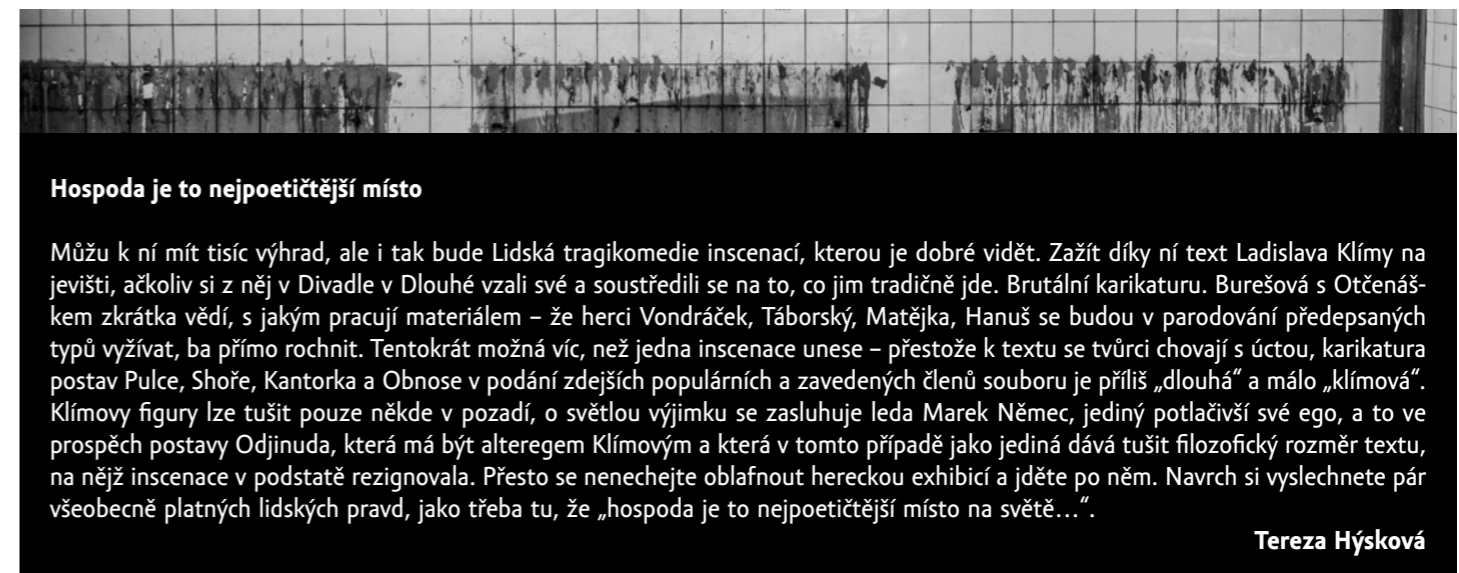 Hospoda je to nejpoetičtější místo
Můžu k ní mít tisíc výhrad, ale i tak bude Lidská tragikomedie inscenací, kterou je dobré vidět. Zažít díky ní text Ladislava Klímy na
jevišti, ačkoliv si z něj v Divadle v Dlouhé vzali své a soustředili se na to, co jim tradičně jde. Brutální karikaturu. Burešová s Otčenáš-
kem zkrátka vědí, s jakým pracují materiálem – že herci Vondráček, Táborský, Matějka, Hanuš se budou v parodování předepsaných
typů vyžívat, ba přímo rochnit. Tentokrát možná víc, než jedna inscenace unese – přestože k textu se tvůrci chovají s úctou, karikatura
postav Pulce, Shoře, Kantorka a Obnose v podání zdejších populárních a zavedených členů souboru je příliš „dlouhá“ a málo „klímová“.
Klímovy figury lze tušit pouze někde v pozadí, o světlou výjimku se zasluhuje leda Marek Němec, jediný potlačivší své ego, a to ve
prospěch postavy Odjinuda, která má být alteregem Klímovým a která v tomto případě jako jediná dává tušit filozofický rozměr textu,
na nějž inscenace v podstatě rezignovala. Přesto se nenechejte oblafnout hereckou exhibicí a jděte po něm. Navrch si vyslechnete pár
všeobecně platných lidských pravd, jako třeba tu, že „hospoda je to nejpoetičtější místo na světě…“.
Tereza Hýsková